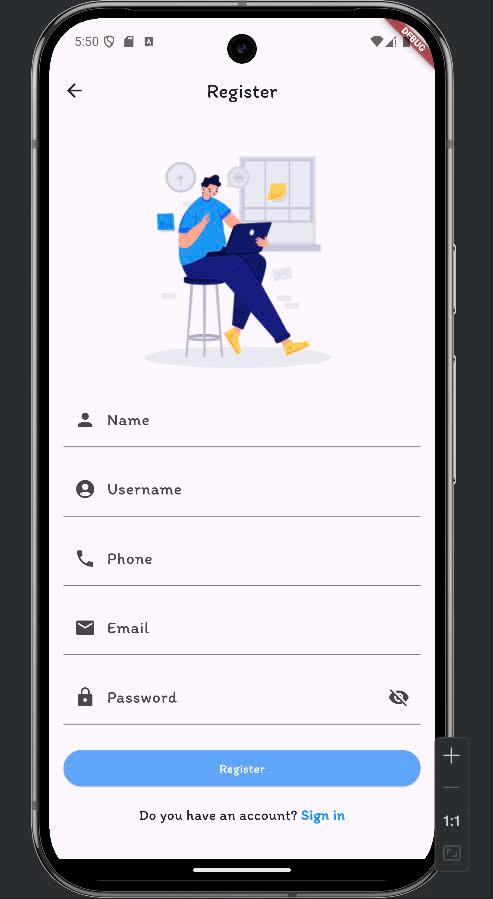 5:50
DEBUG
Register
Name
Username
Phone
Email
Password
Register
Do you have an account? Sign in
1:1